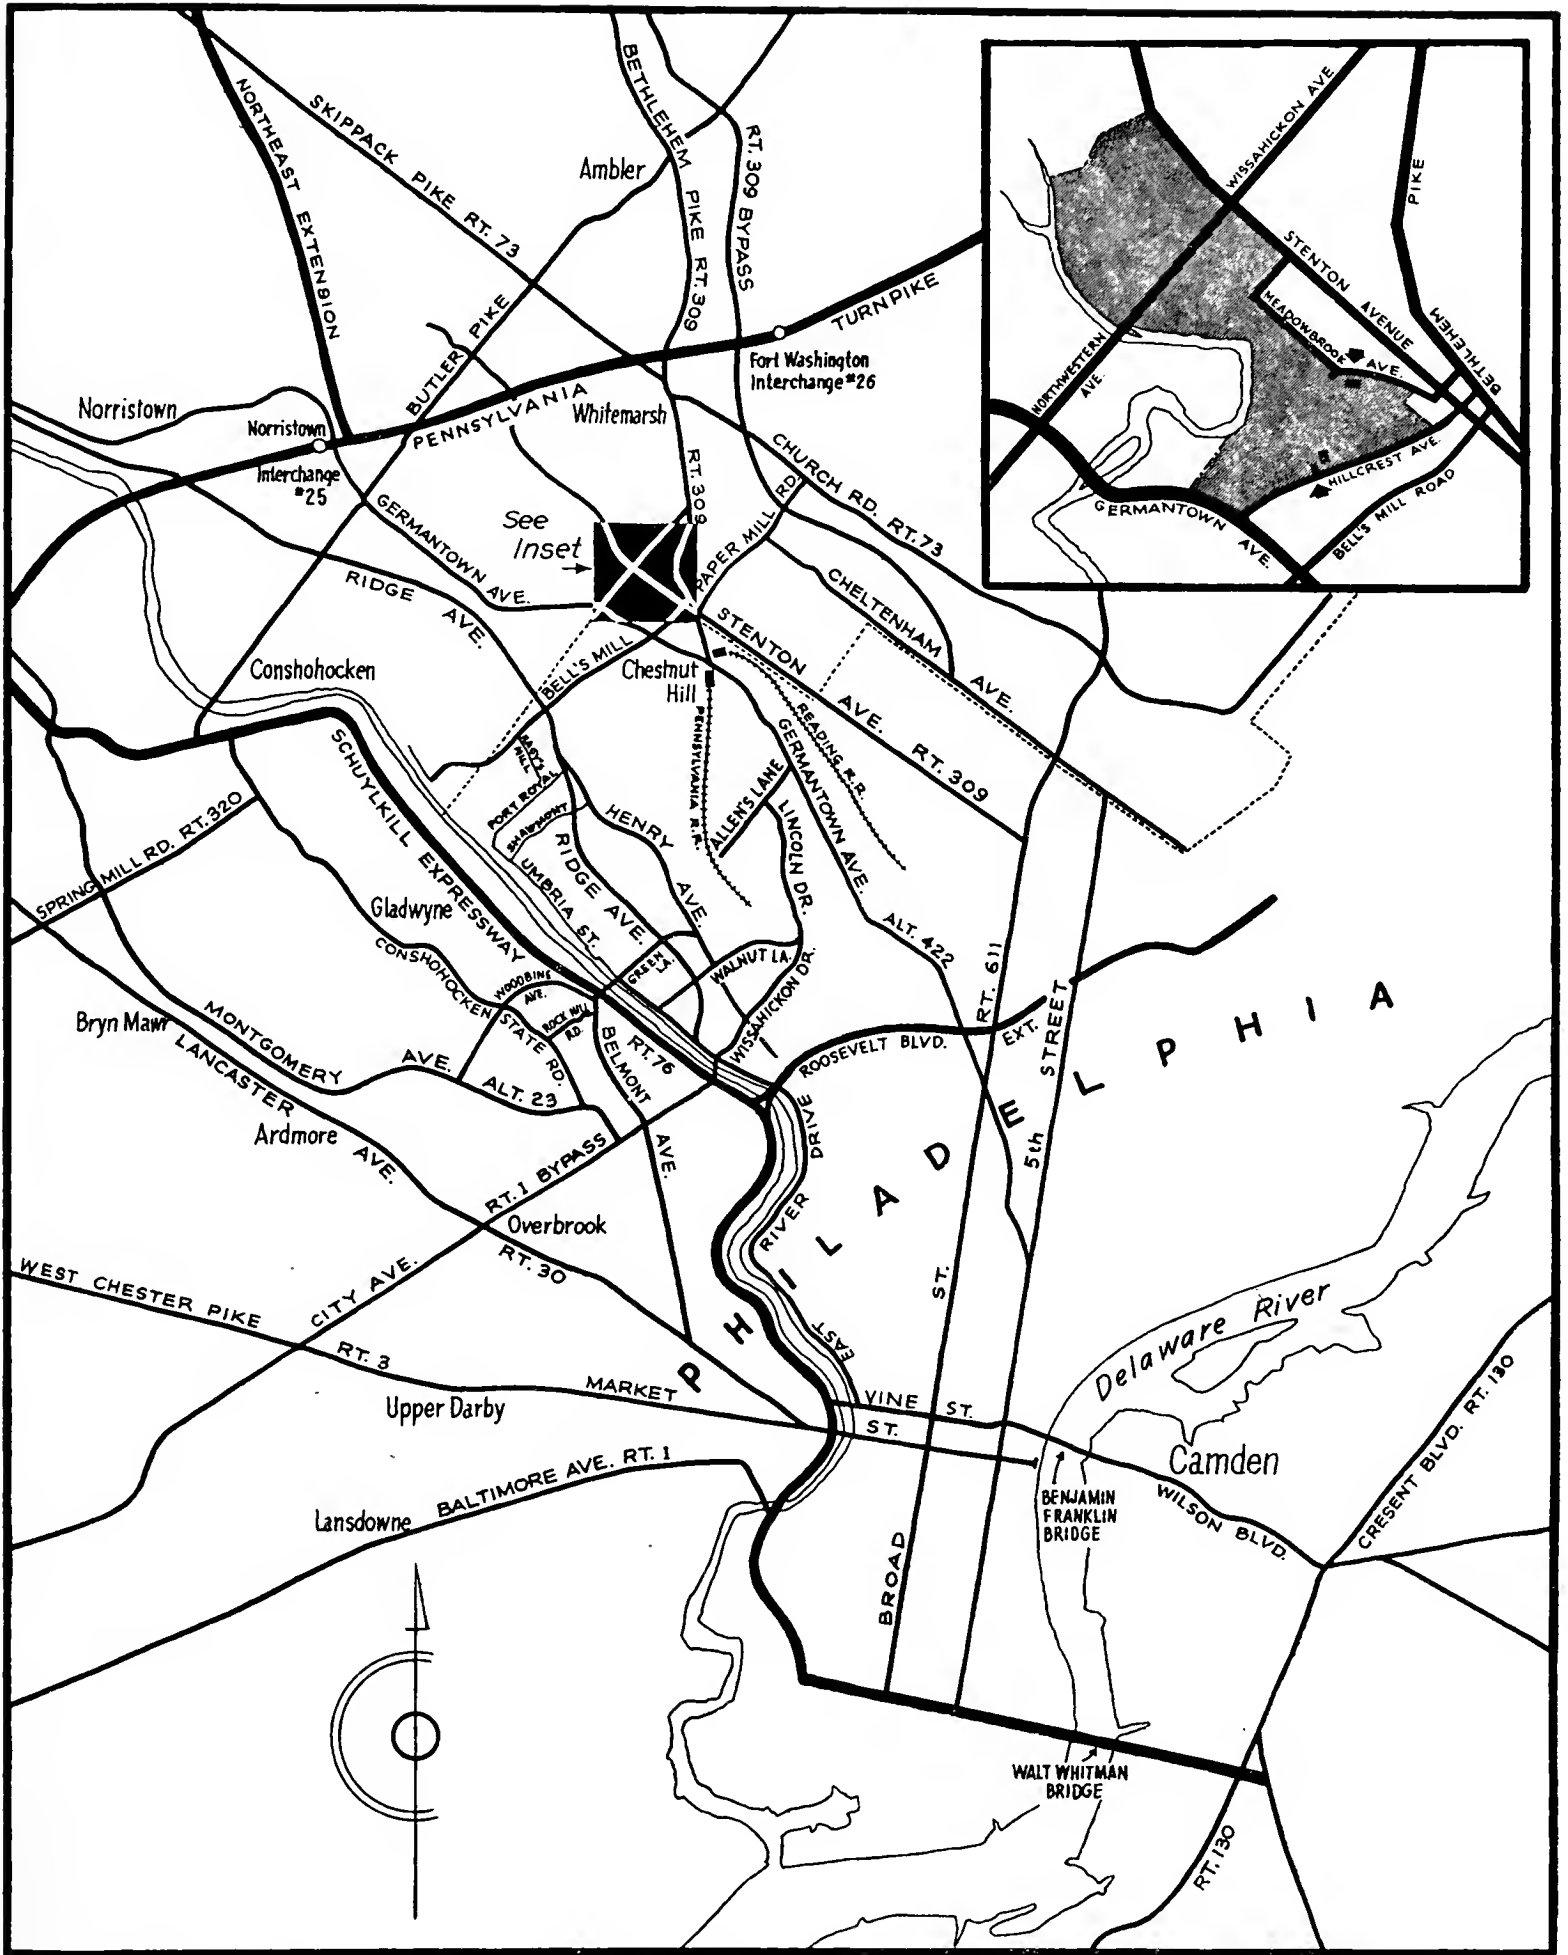 NORTHEAST EXTENSION
SKIPPACK PIKE RT. 73
BETHLEHEM PIKE RT. 309
RT. 309 BYPASS
Ambler
BUTLER PIKE
PENNSYLVANIA TURNPIKE
Fort Washington
Interchange #26
Whitemarsh
Norristown
Norristown
Interchange
#25
GERMANTOWN AVE.
RT. 309
CHURCH RD. RT. 73
PAPER MILL RD.
See
Inset
RIDGE AVE.
CHELTENHAM AVE.
STENTON AVE. RT. 309
BELL'S MILL
Chestnut
Hill
Conshohocken
PENNSYLVANIA R.R.
READING R.R.
GERMANTOWN AVE.
ALLEN'S LANE
LINCOLN DR.
PORT ROYAL
SHAWMONT
HENRY AVE.
RIDGE AVE.
UMBRIA ST.
SCHUYLKILL EXPRESSWAY
SPRING MILL RD. RT. 320
Gladwyne
CONSHOHOCKEN STATE RD.
WOODBINE
AVE.
ROCK HILL
RD.
GREEN
LA.
WALNUT LA.
WISSAHICKON DR.
ALT. 422
RT. 611
5th STREET
ROOSEVELT BLVD. EXT.
Bryn Mawr
MONTGOMERY AVE. ALT. 23
LANCASTER AVE.
Ardmore
BELMONT AVE.
RT. 76
RT. 1 BYPASS
CITY AVE.
Overbrook
RT. 30
EAST RIVER DRIVE
PHILADELPHIA
WEST CHESTER PIKE
RT. 3
MARKET ST.
Upper Darby
VINE ST.
BROAD ST.
BALTIMORE AVE. RT. 1
Lansdowne
Delaware River
Camden
BENJAMIN
FRANKLIN
BRIDGE
WILSON BLVD.
CRESENT BLVD. RT. 130
WALT WHITMAN
BRIDGE
RT. 130
WISSAHICKON AVE.
PIKE
STENTON AVENUE
MEADOWBROOK AVE.
BETHLEHEM
NORTHWESTERN
AVE.
HILLCREST AVE.
BELL'S MILL ROAD
GERMANTOWN AVE.